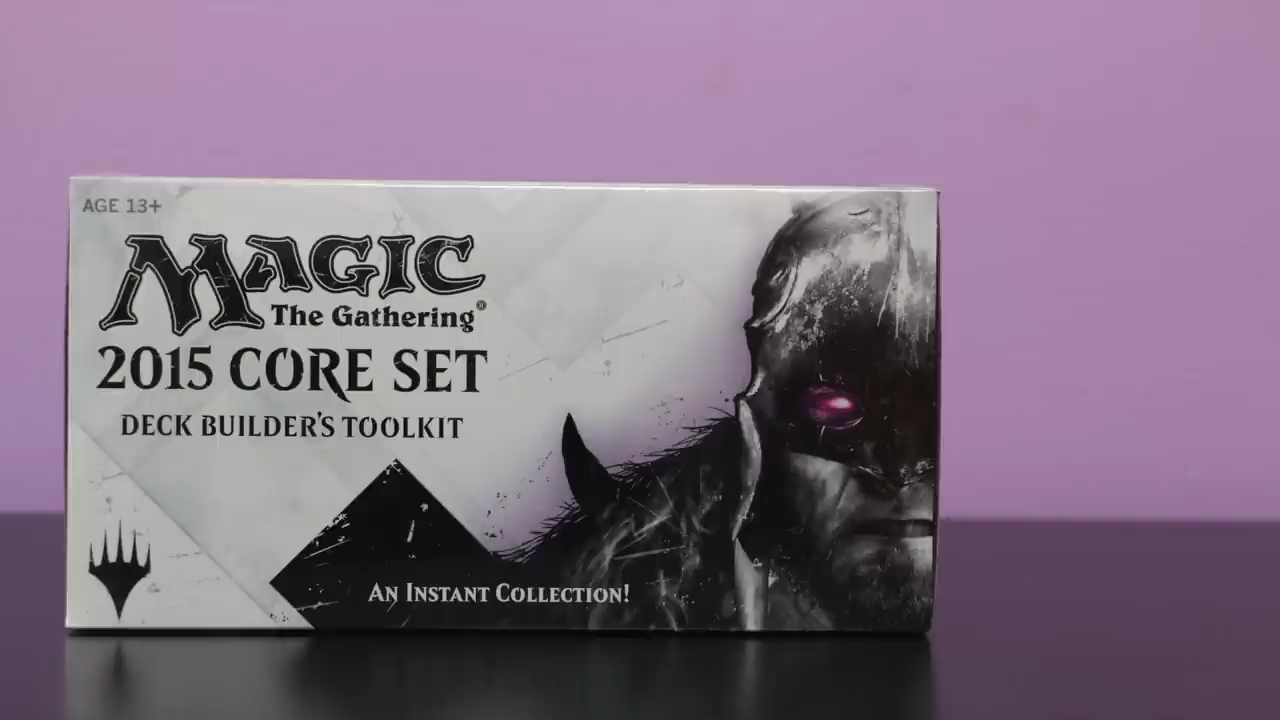 AGE 13+
MAGIC
The Gathering®
2015 CORE SET
DECK BUILDER'S TOOLKIT
AN INSTANT COLLECTION!